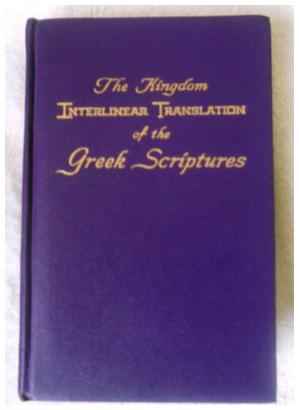 The Kingdom
Interlinear Translation
of the
Greek Scriptures